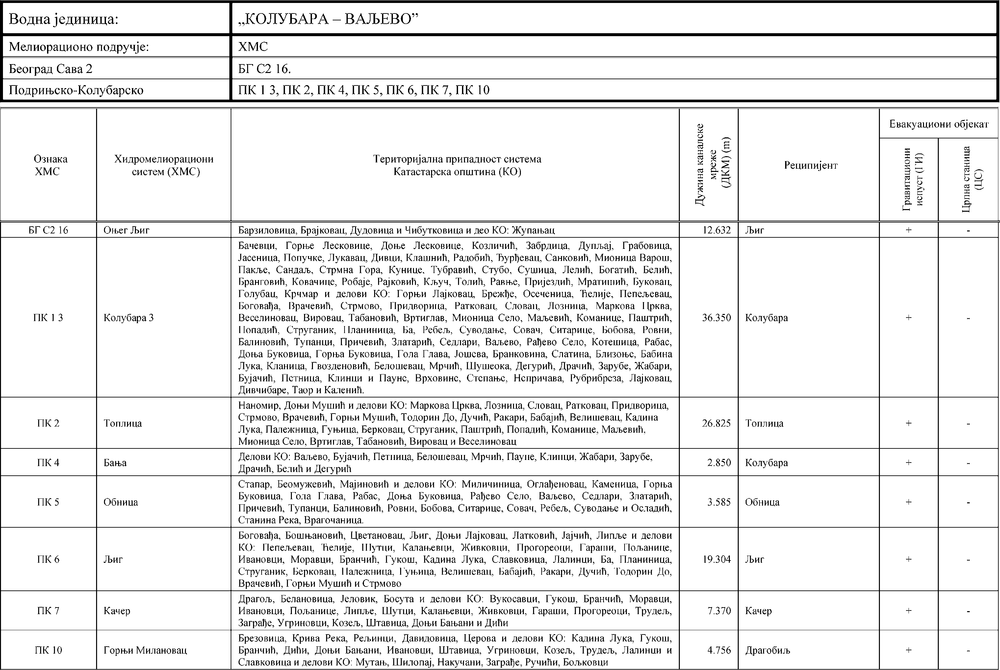 Водна јединица:
„КОЛУБАРА – ВАЉЕВО”
Мелиорационо подручје:
ХМС
Београд Сава 2
БГ С2 16.
Подрињско-Колубарско
ПК 1 3, ПК 2, ПК 4, ПК 5, ПК 6, ПК 7, ПК 10
Ознака
ХМС
Хидромелиорациони
систем (ХМС)
Територијална припадност система
Катастарска општина (КО)
Дужина каналске
мреже
(ДКМ) (m)
Реципијент
Евакуациони објекат
Гравитациони
испуст (ГИ)
Црпна станица
(ЦС)
БГ С2 16
Оњег Љиг
Барзиловица, Брајковац, Дудовица и Чибутковица и део КО: Жупањац
12.632
Љиг
+
-
ПК 1 3
Колубара 3
Бачевци, Горње Лесковице, Доње Лесковице, Козличић, Забрдица, Дупљај, Грабовица,
Јасеница, Попучке, Лукавац, Дивци, Клашнић, Радобић, Ђурђевац, Санковић, Мионица Варош,
Пакље, Сандаљ, Стрмна Гора, Кунице, Тубравић, Стубо, Сушица, Лелић, Богатић, Белић,
Бранговић, Ковачице, Робаје, Рајковић, Кључ, Толић, Равње, Пријездић, Мратишић, Буковац,
Голубац, Крчмар и делови КО: Горњи Лајковац, Брежђе, Осеченица, Ћелије, Пепељевац,
Боговађа, Врачевић, Стрмово, Придворица, Ратковац, Словац, Лозница, Маркова Црква,
Веселиновац, Вировац, Табановић, Вртиглав, Мионица Село, Маљевић, Команице, Паштрић,
Попадић, Струганик, Планиница, Ба, Ребељ, Суводање, Совач, Ситарице, Бобова, Ровни,
Балиновић, Тупанци, Причевић, Златарић, Седлари, Ваљево, Рађево Село, Котешица, Рабас,
Доња Буковица, Горња Буковица, Гола Глава, Јошева, Бранковина, Слатина, Близоње, Бабина
Лука, Кланица, Гвозденовић, Белошевац, Мрчић, Шушеока, Дегурић, Драчић, Зарубе, Жабари,
Бујачић, Петница, Клинци и Пауне, Врховине, Степање, Непричава, Рубрибреза, Лајковац,
Дивчибаре, Таор и Каленић.
36.350
Колубара
+
-
ПК 2
Топлица
Наномир, Доњи Мушић и делови КО: Маркова Црква, Лозница, Словац, Ратковац, Придворица,
Стрмово, Врачевић, Горњи Мушић, Тодорин До, Дучић, Ракари, Бабајић, Велишевац, Кадина
Лука, Палежница, Гуњица, Берковац, Струганик, Паштрић, Попадић, Команице, Маљевић,
Мионица Село, Вртиглав, Табановић, Вировац и Веселиновац
26.825
Топлица
+
-
ПК 4
Бања
Делови КО: Ваљево, Бујачић, Петница, Белошевац, Мрчић, Пауне, Клинци, Жабари, Зарубе,
Драчић, Белић и Дегурић
2.850
Колубара
+
-
ПК 5
Обница
Стапар, Беомужевић, Мајиновић и делови КО: Миличиница, Оглађеновац, Каменица, Горња
Буковица, Гола Глава, Рабас, Доња Буковица, Рађево Село, Ваљево, Седлари, Златарић,
Причевић, Тупанци, Балиновић, Ровни, Бобова, Ситарице, Совач, Ребељ, Суводање и Осладић,
Станина Река, Врагочаница.
3.585
Обница
+
-
ПК 6
Љиг
Боговађа, Бошњановић, Цветановац, Љиг, Доњи Лајковац, Латковић, Јајчић, Липље и делови
КО: Пепељевац, Ћелије, Шутци, Калањевци, Живковци, Прогореоци, Гараши, Пољанице,
Ивановци, Моравци, Бранчић, Гукош, Кадина Лука, Славковица, Лалинци, Ба, Планиница,
Струганик, Берковац, Палежница, Гуњица, Велишевац, Бабајић, Ракари, Дучић, Тодорин До,
Врачевић, Горњи Мушић и Стрмово
19.304
Љиг
+
-
ПК 7
Качер
Драгољ, Белановица, Јеловик, Босута и делови КО: Вукосавци, Гукош, Бранчић, Моравци,
Ивановци, Пољанице, Липље, Шутци, Калањевци, Живковци, Гараши, Прогореоци, Трудељ,
Заграђе, Угриновци, Козељ, Штавица, Доњи Бањани и Дићи
7.370
Качер
+
-
ПК 10
Горњи Милановац
Брезовица, Крива Река, Рељинци, Давидовица, Церова и делови КО: Кадина Лука, Гукош,
Бранчић, Дићи, Доњи Бањани, Ивановци, Штавица, Угриновци, Козељ, Трудељ, Лалинци и
Славковица и делови КО: Мутањ, Шилопај, Накучани, Заграђе, Ручићи, Бољковци
4.756
Драгобиљ
+
-